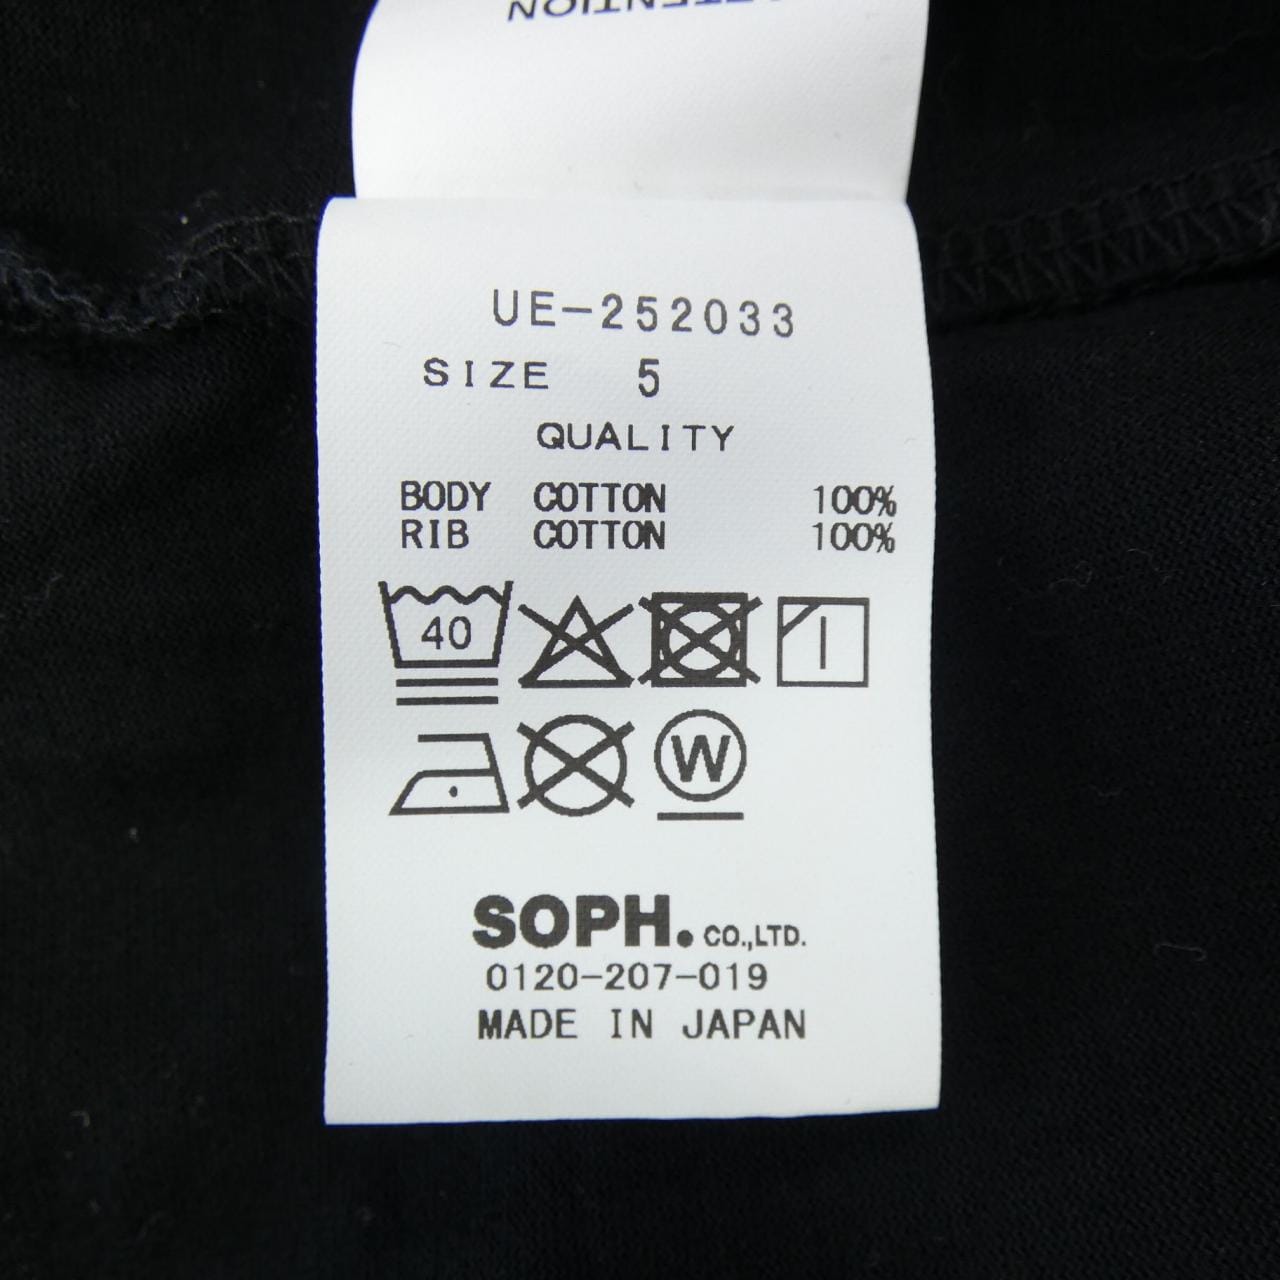 ATTENTION
UE-252033
SIZE 5
QUALITY
BODY COTTON 100%
RIB COTTON 100%
40
W
SOPH. CO.,LTD.
0120-207-019
MADE IN JAPAN